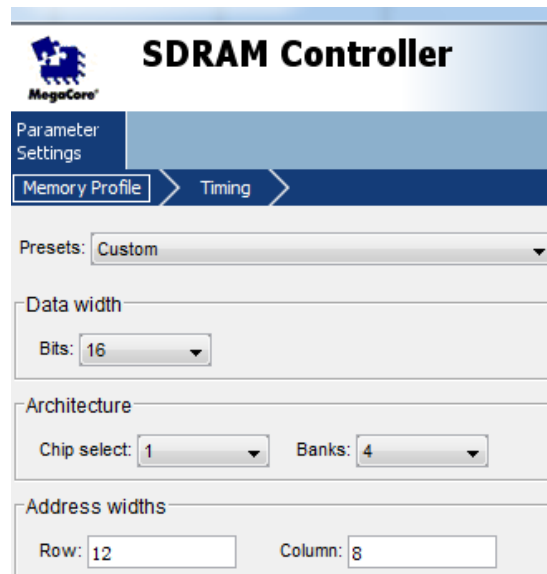 SDRAM Controller
MegaCore®
Parameter
Settings
Memory Profile Timing
Presets: Custom
Data width
Bits: 16
Architecture
Chip select: 1 Banks: 4
Address widths
Row: 12 Column: 8